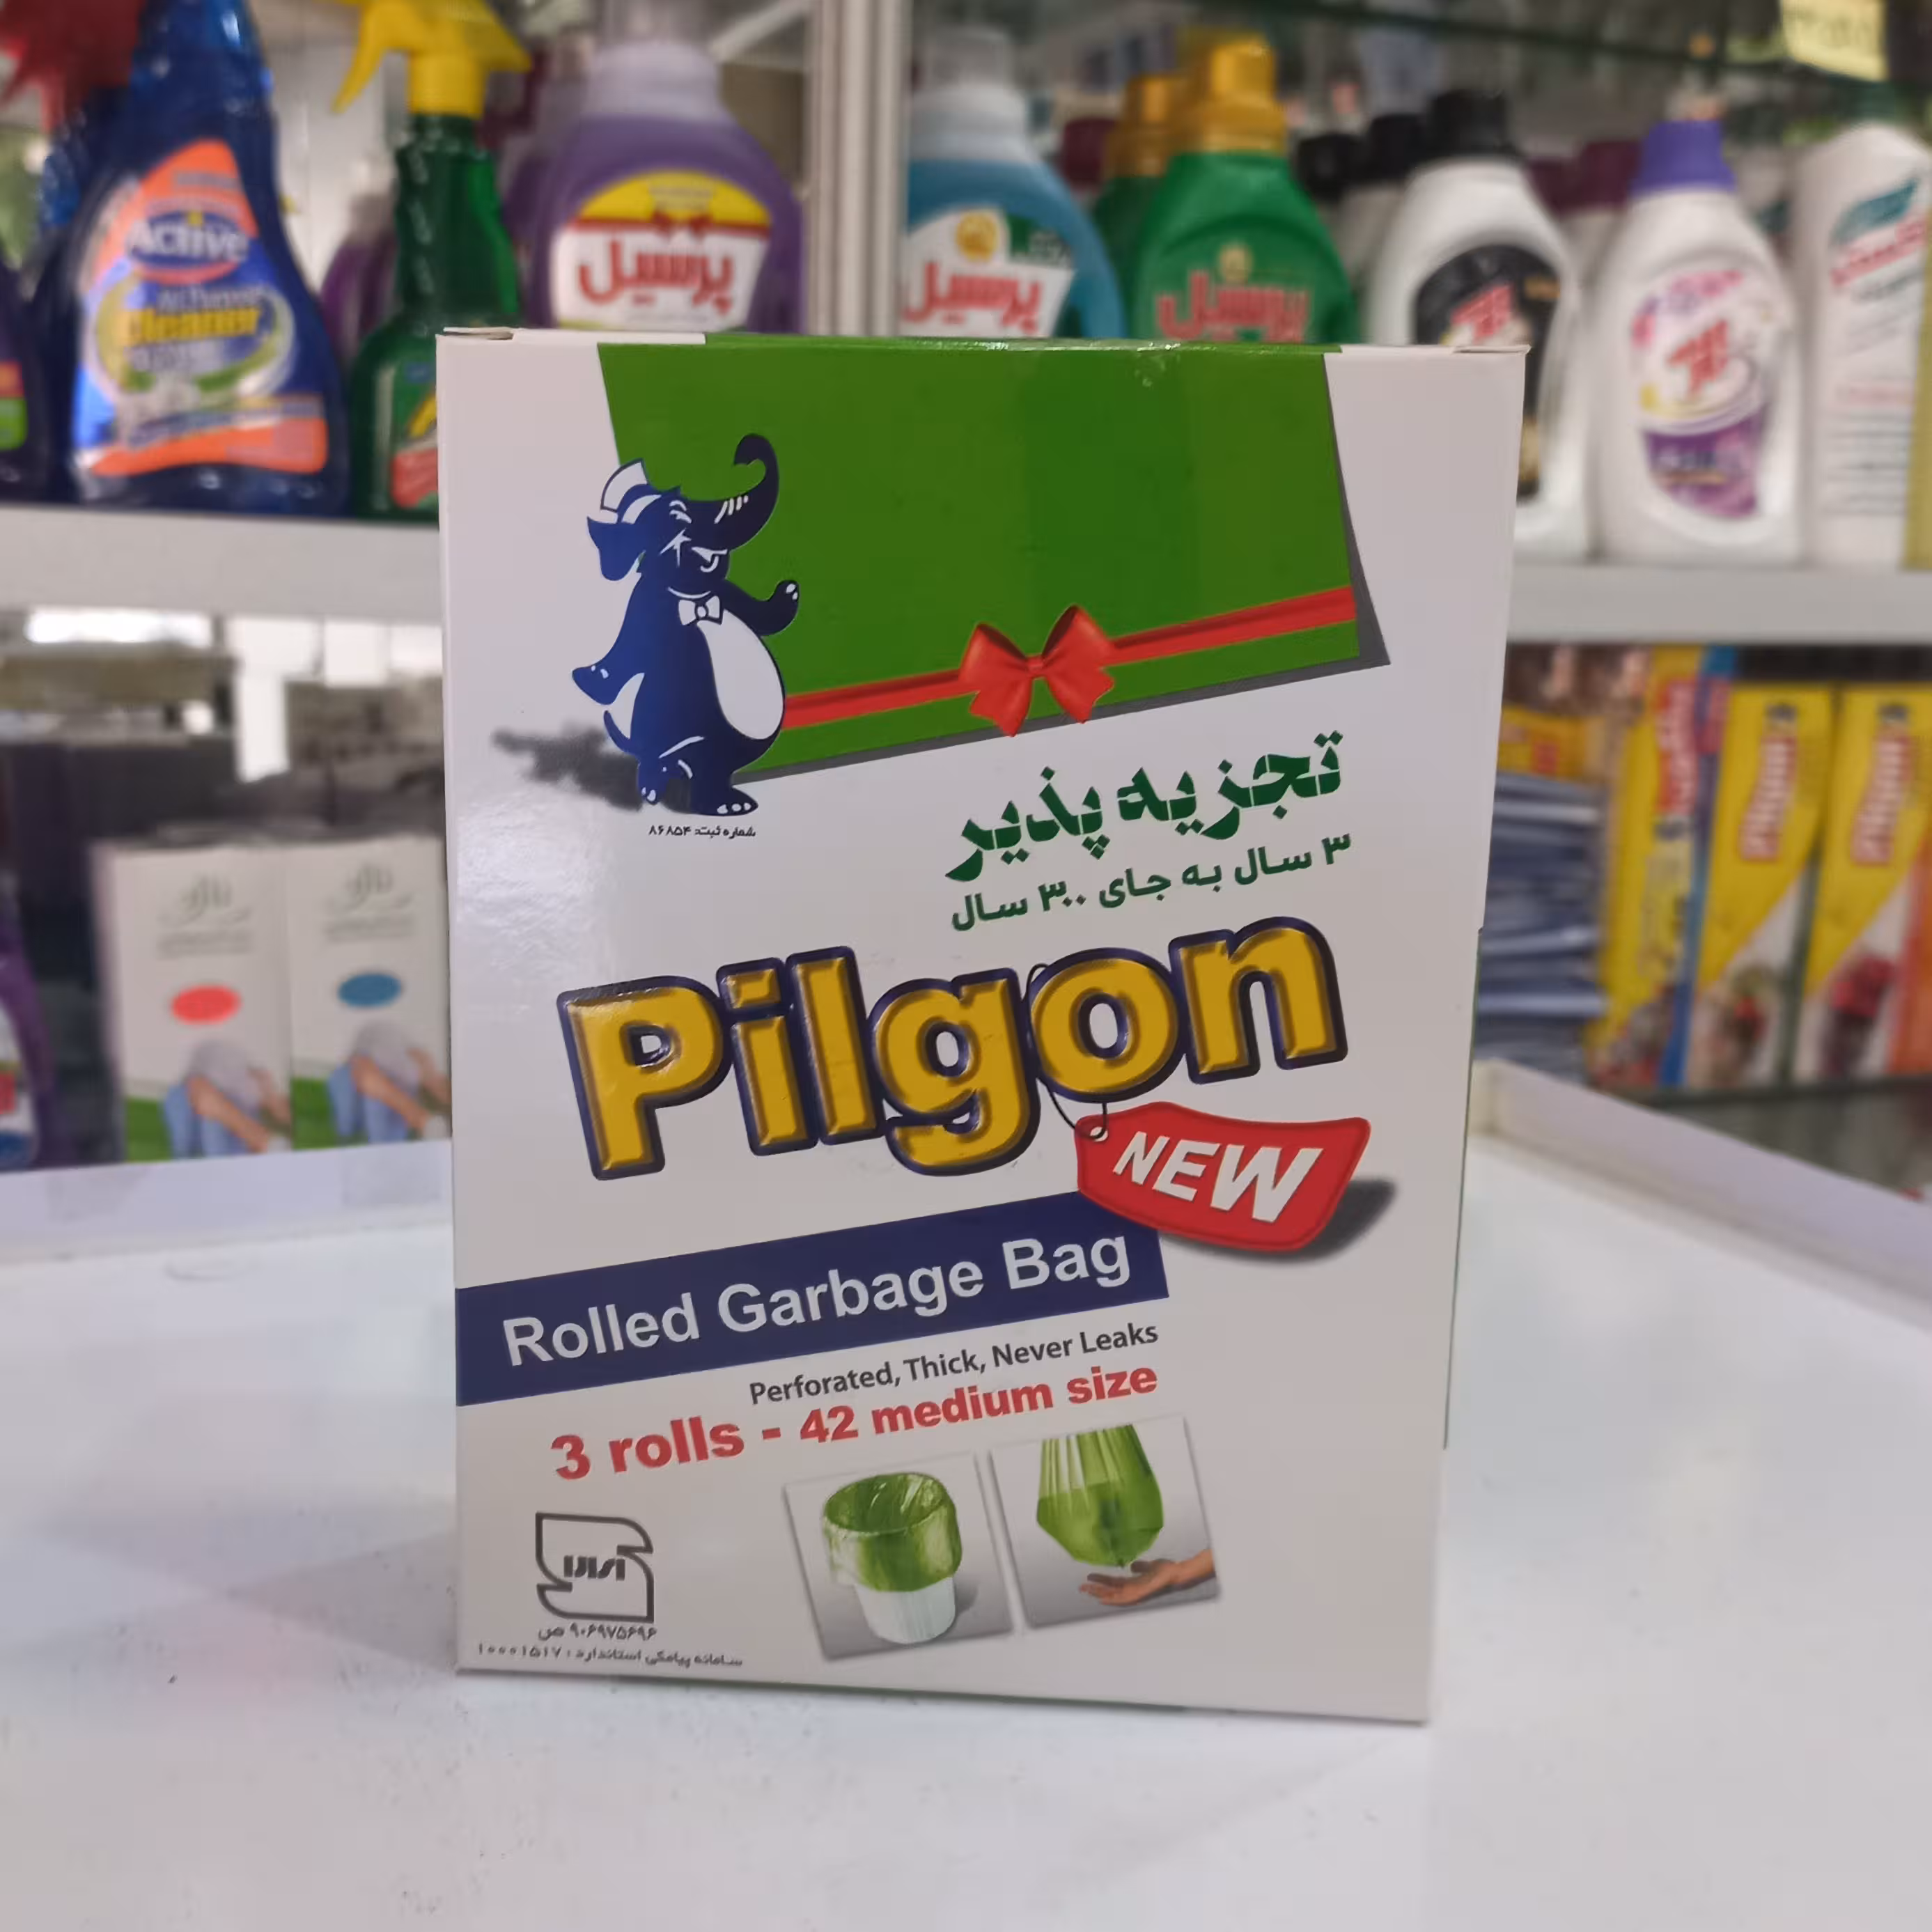 Active
Cleaner
پرسیل
پرسیل
پرسیل
شماره ثبت: ۸۶۸۵۴
تجزیه پذیر
۳ سال به جای ۳۰۰ سال
Pilgon
NEW
Rolled Garbage Bag
Perforated, Thick, Never Leaks
3 rolls - 42 medium size
۹۰۶۹۷۵۶۹۶ ص
سامانه پیامکی استاندارد: ۱۰۰۰۱۵۱۷